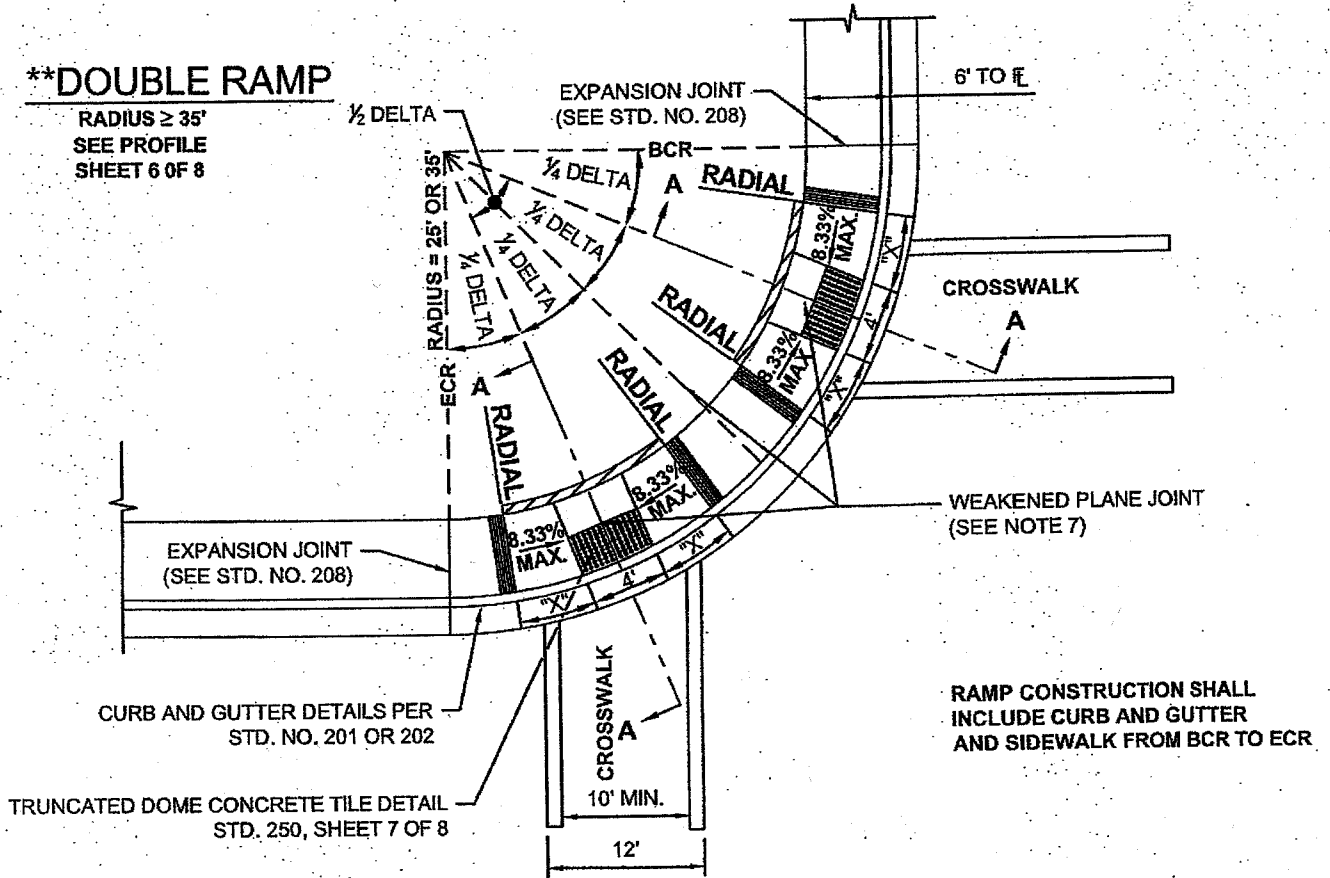 **DOUBLE RAMP
RADIUS ≥ 35'
SEE PROFILE
SHEET 6 OF 8
½ DELTA
EXPANSION JOINT
(SEE STD. NO. 208)
6' TO ⅊
BCR
¼ DELTA
A
RADIAL
RADIUS = 25' OR 35'
¼ DELTA
¼ DELTA
¼ DELTA
8.33%
MAX.
"X"
CROSSWALK
4'
A
RADIAL
8.33%
MAX.
"X"
ECR
A
RADIAL
RADIAL
8.33%
MAX.
8.33%
MAX.
WEAKENED PLANE JOINT
(SEE NOTE 7)
EXPANSION JOINT
(SEE STD. NO. 208)
"X"
4'
"X"
CROSSWALK
A
CURB AND GUTTER DETAILS PER
STD. NO. 201 OR 202
RAMP CONSTRUCTION SHALL
INCLUDE CURB AND GUTTER
AND SIDEWALK FROM BCR TO ECR
TRUNCATED DOME CONCRETE TILE DETAIL
STD. 250, SHEET 7 OF 8
10' MIN.
12'